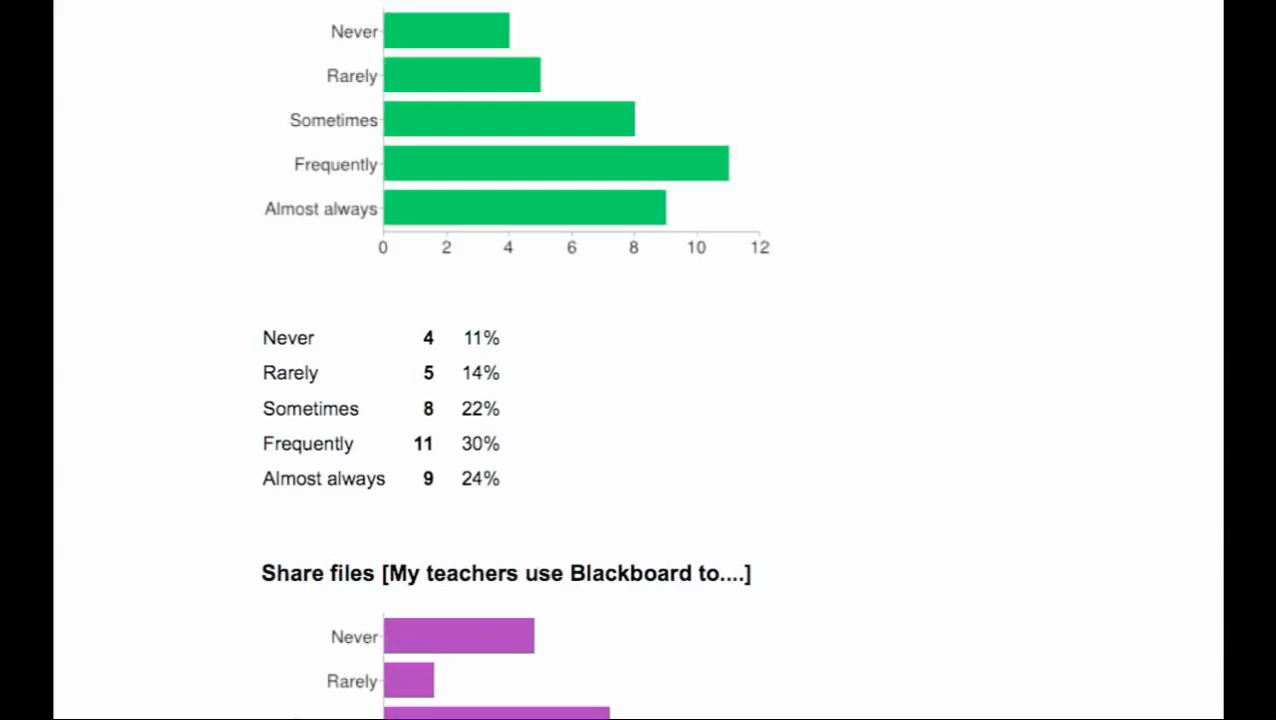 Never
Rarely
Sometimes
Frequently
Almost always
0 2 4 6 8 10 12
Never 4 11%
Rarely 5 14%
Sometimes 8 22%
Frequently 11 30%
Almost always 9 24%
Share files [My teachers use Blackboard to....]
Never
Rarely